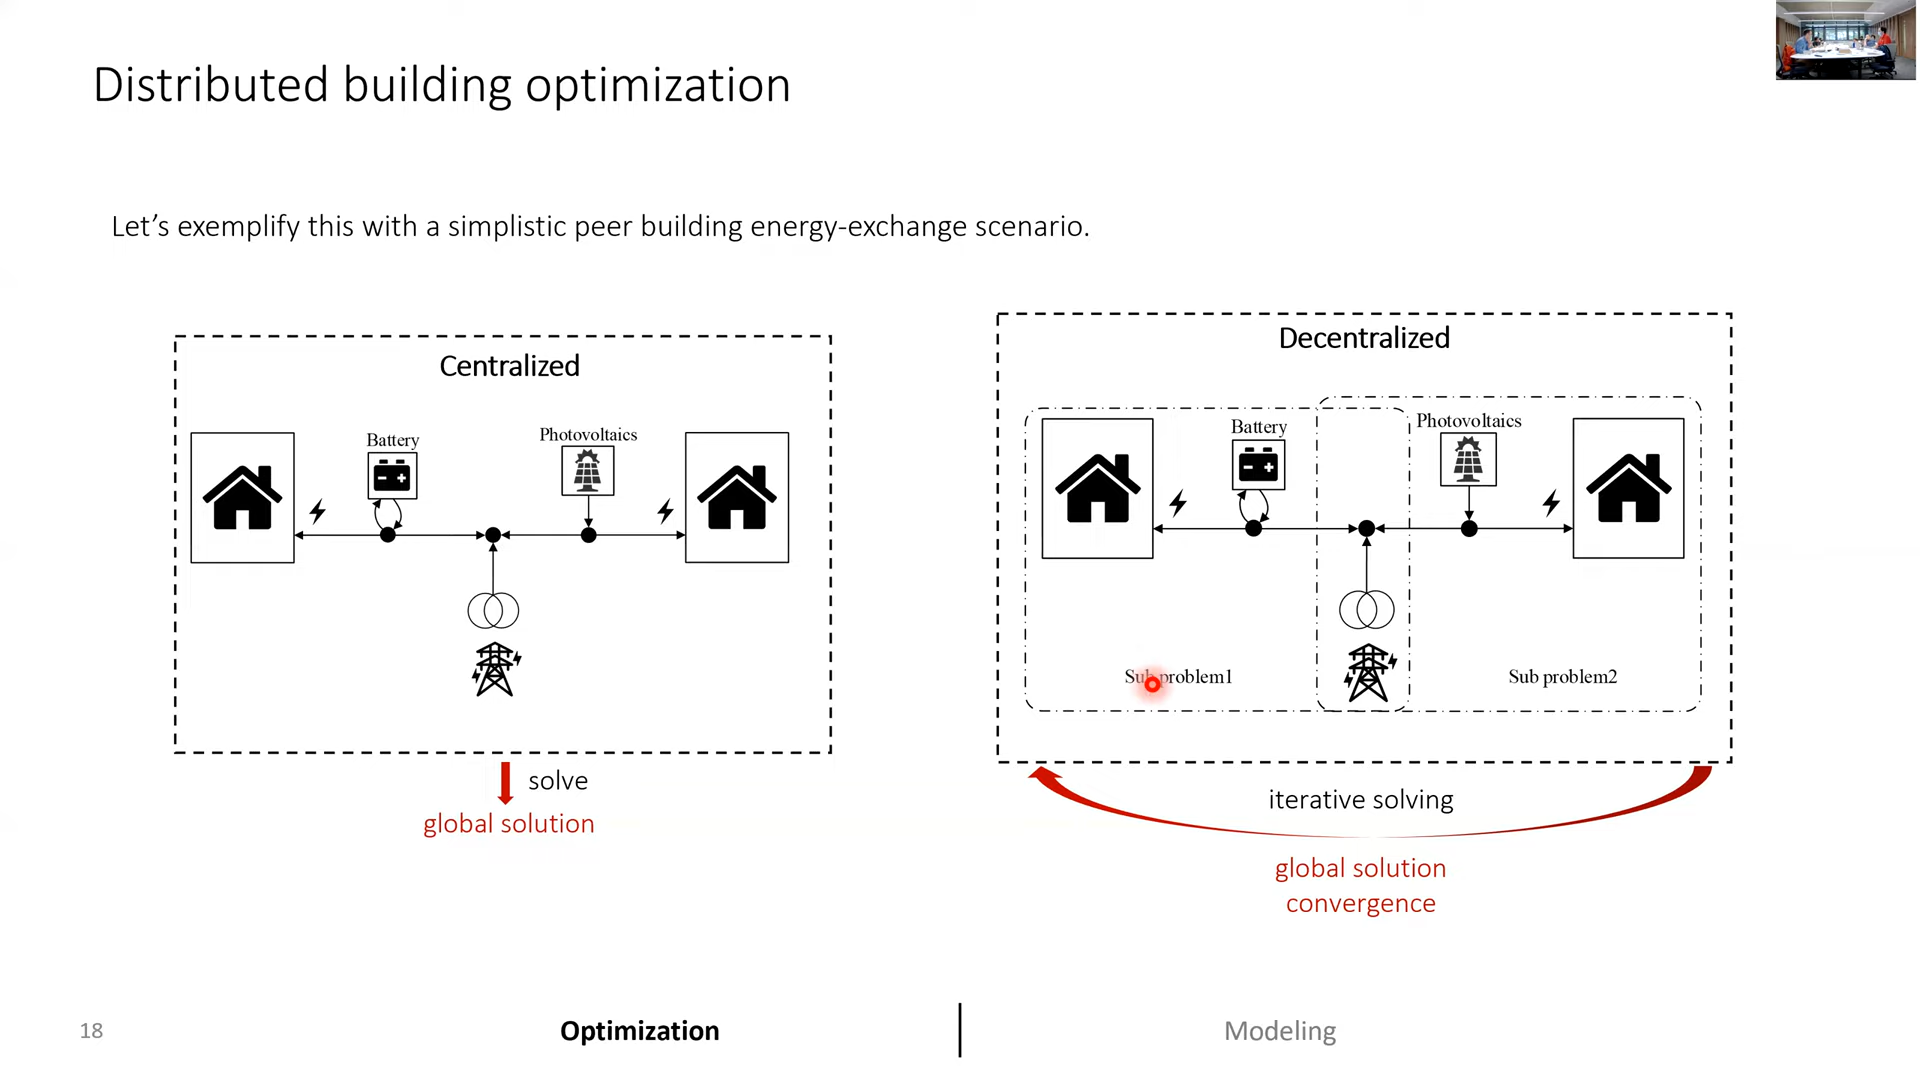 Distributed building optimization
Let’s exemplify this with a simplistic peer building energy-exchange scenario.
Centralized
Battery
Photovoltaics
solve
global solution
Decentralized
Battery
Photovoltaics
Sub problem1
Sub problem2
iterative solving
global solution
convergence
18
Optimization
Modeling